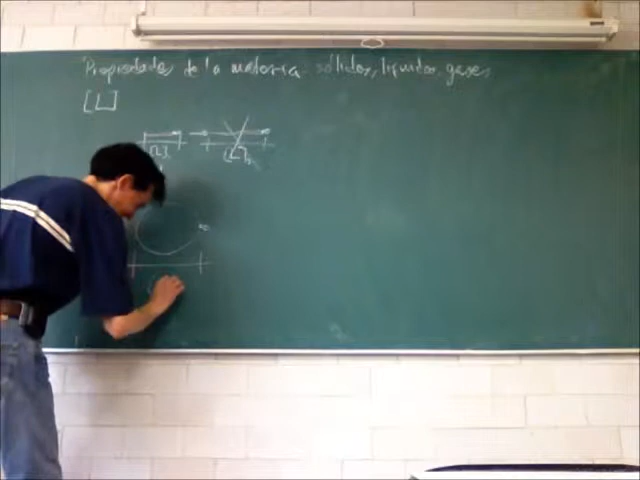 Propiedades de la materia: sólidos, líquidos, gases
[L]
[L] [L]